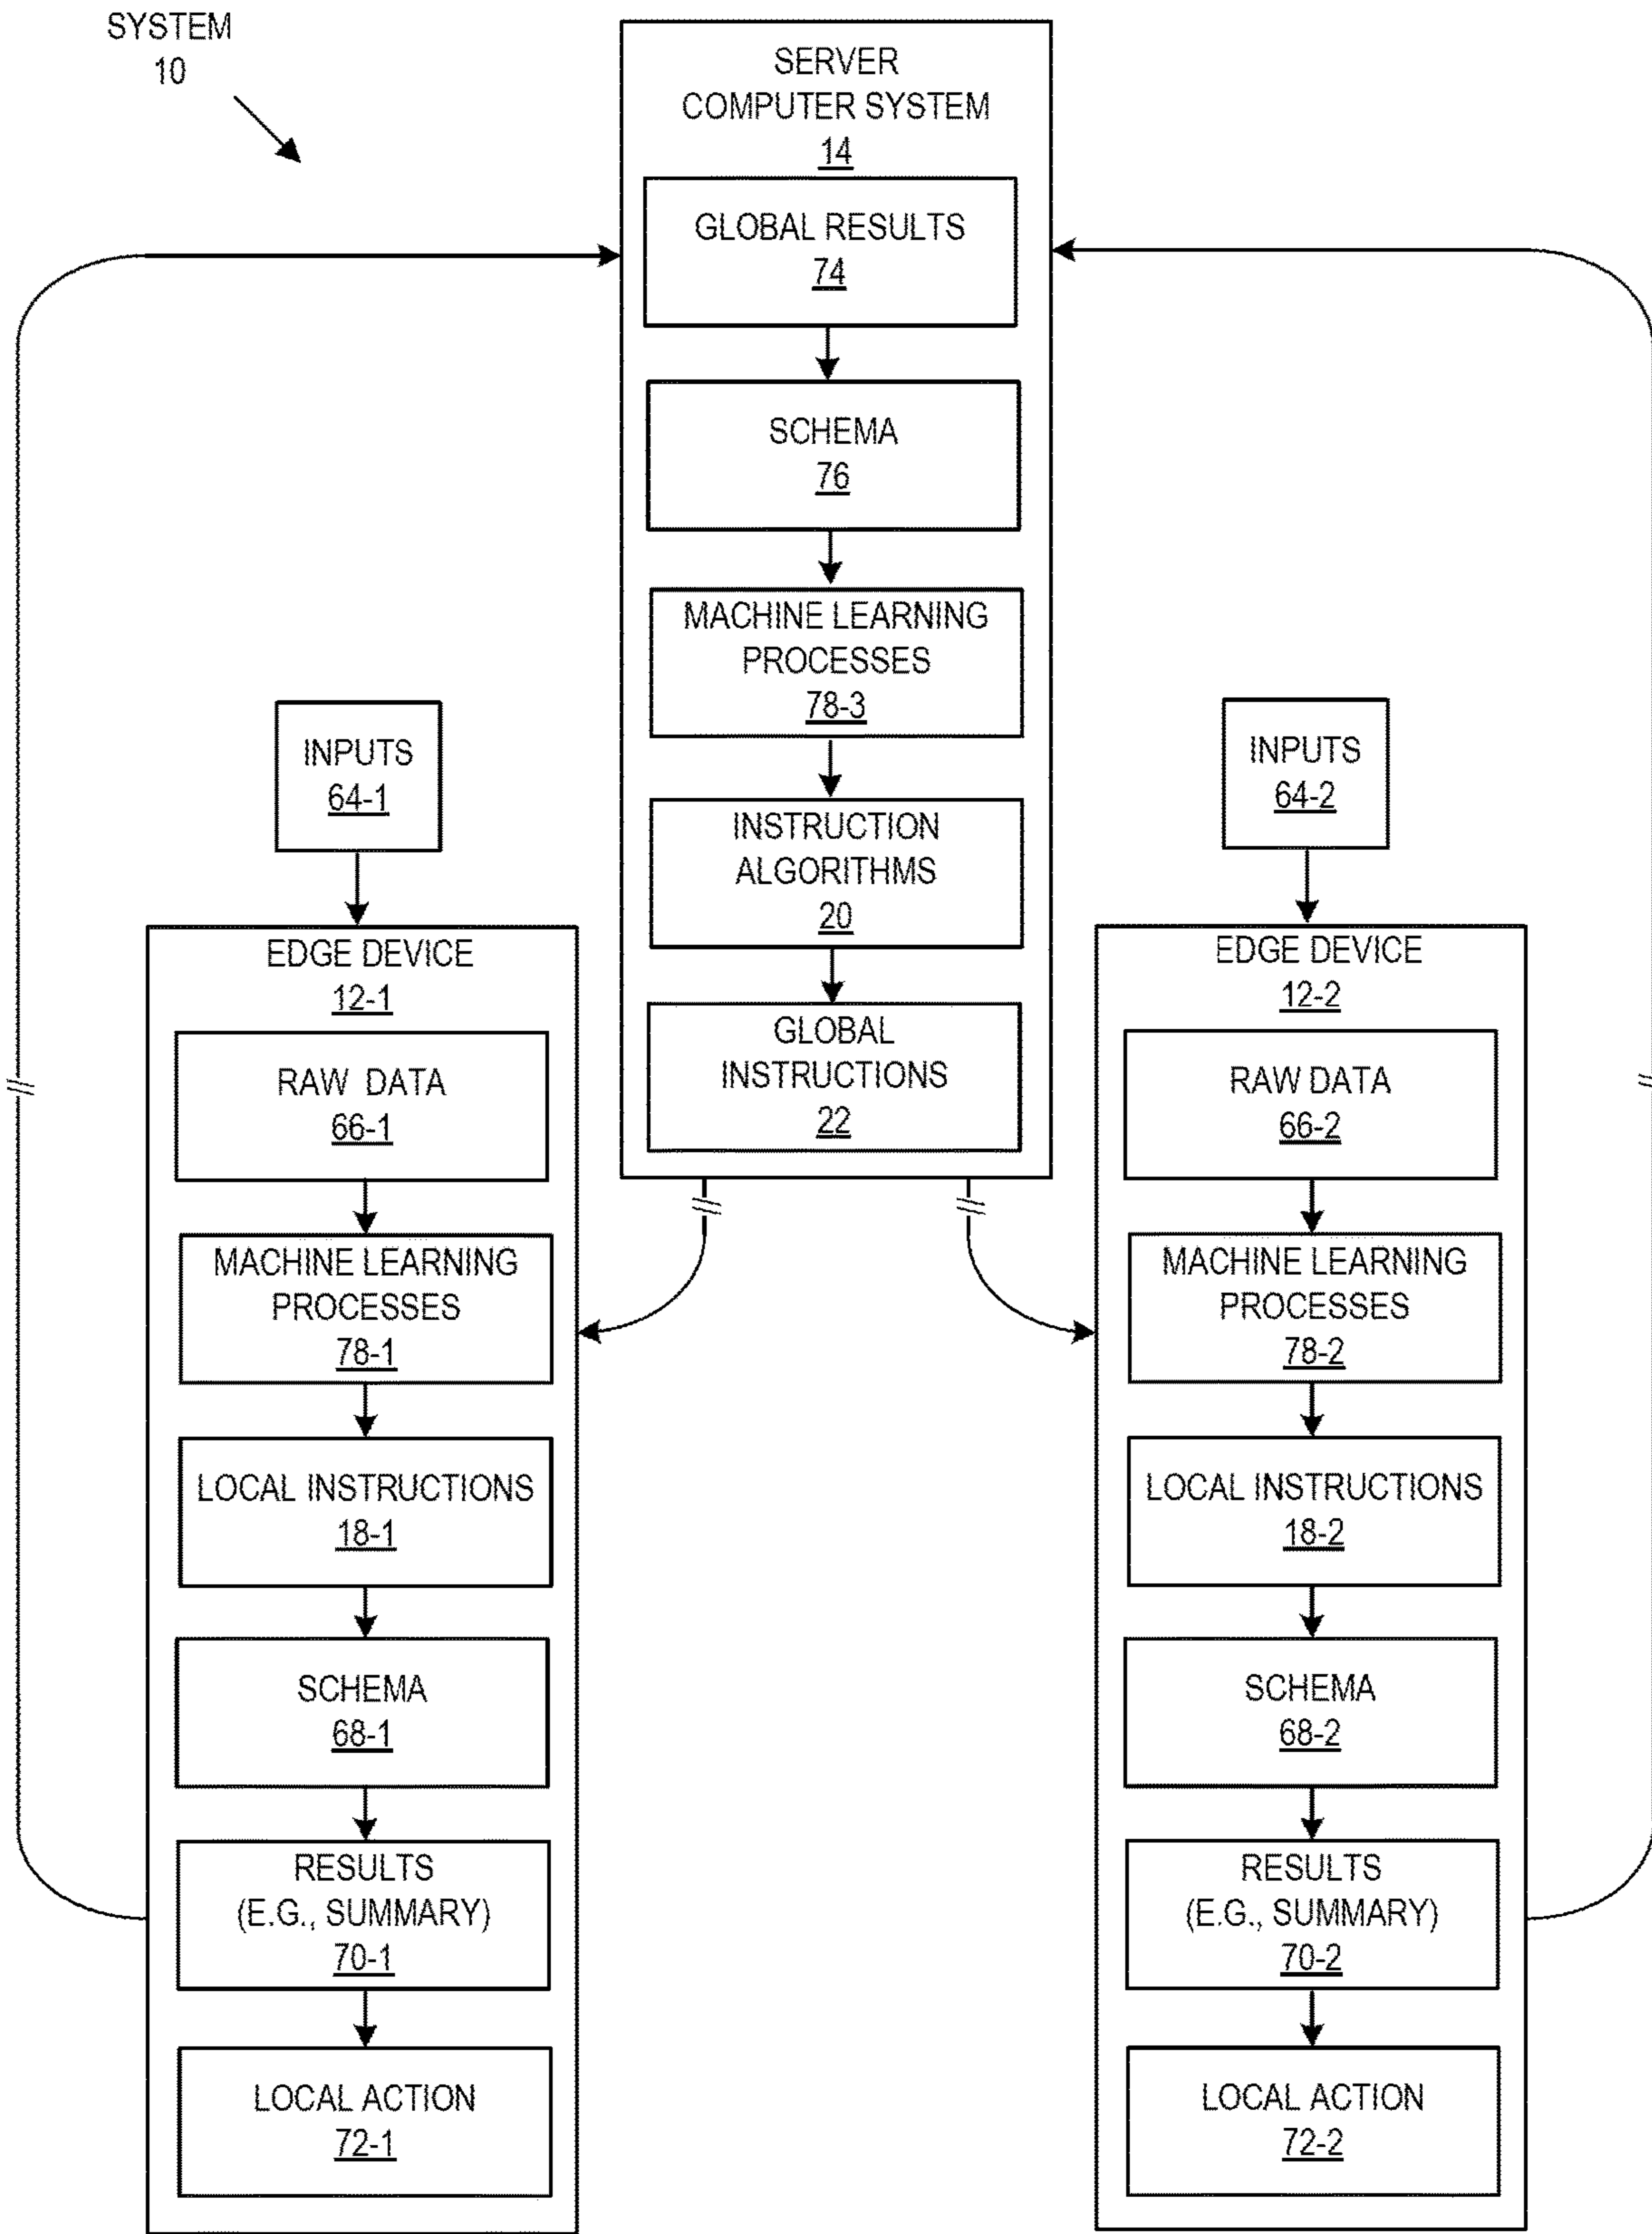 SYSTEM
10
SERVER
COMPUTER SYSTEM
14
GLOBAL RESULTS
74
SCHEMA
76
MACHINE LEARNING
PROCESSES
78-3
INSTRUCTION
ALGORITHMS
20
GLOBAL
INSTRUCTIONS
22
INPUTS
64-1
EDGE DEVICE
12-1
RAW DATA
66-1
MACHINE LEARNING
PROCESSES
78-1
LOCAL INSTRUCTIONS
18-1
SCHEMA
68-1
RESULTS
(E.G., SUMMARY)
70-1
LOCAL ACTION
72-1
INPUTS
64-2
EDGE DEVICE
12-2
RAW DATA
66-2
MACHINE LEARNING
PROCESSES
78-2
LOCAL INSTRUCTIONS
18-2
SCHEMA
68-2
RESULTS
(E.G., SUMMARY)
70-2
LOCAL ACTION
72-2